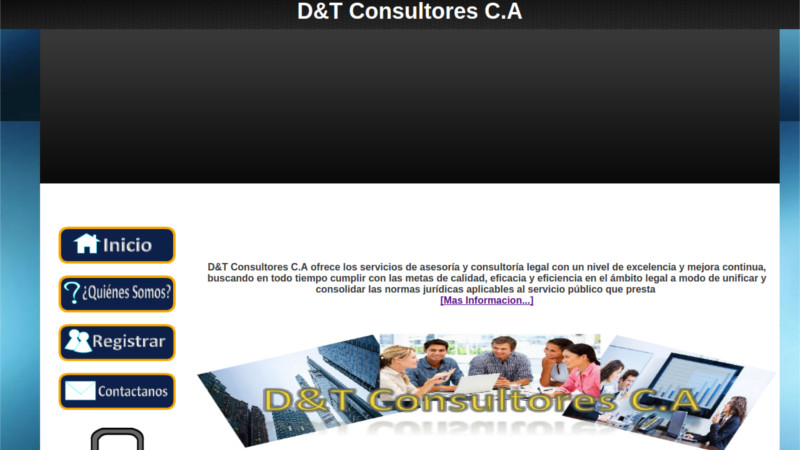 D&T Consultores C.A
Inicio
¿Quiénes Somos?
Registrar
Contactanos
D&T Consultores C.A ofrece los servicios de asesoría y consultoría legal con un nivel de excelencia y mejora continua,
buscando en todo tiempo cumplir con las metas de calidad, eficacia y eficiencia en el ámbito legal a modo de unificar y
consolidar las normas jurídicas aplicables al servicio público que presta
[Mas Informacion...]
D&T Consultores C.A